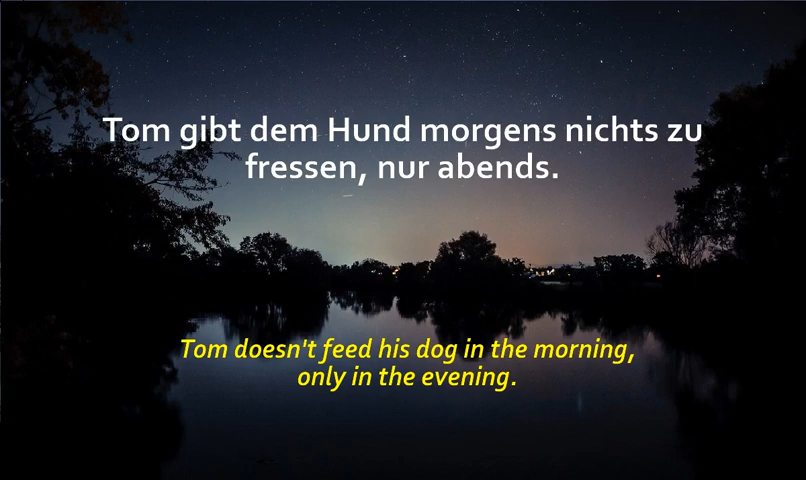 Tom gibt dem Hund morgens nichts zu
fressen, nur abends.
Tom doesn't feed his dog in the morning,
only in the evening.